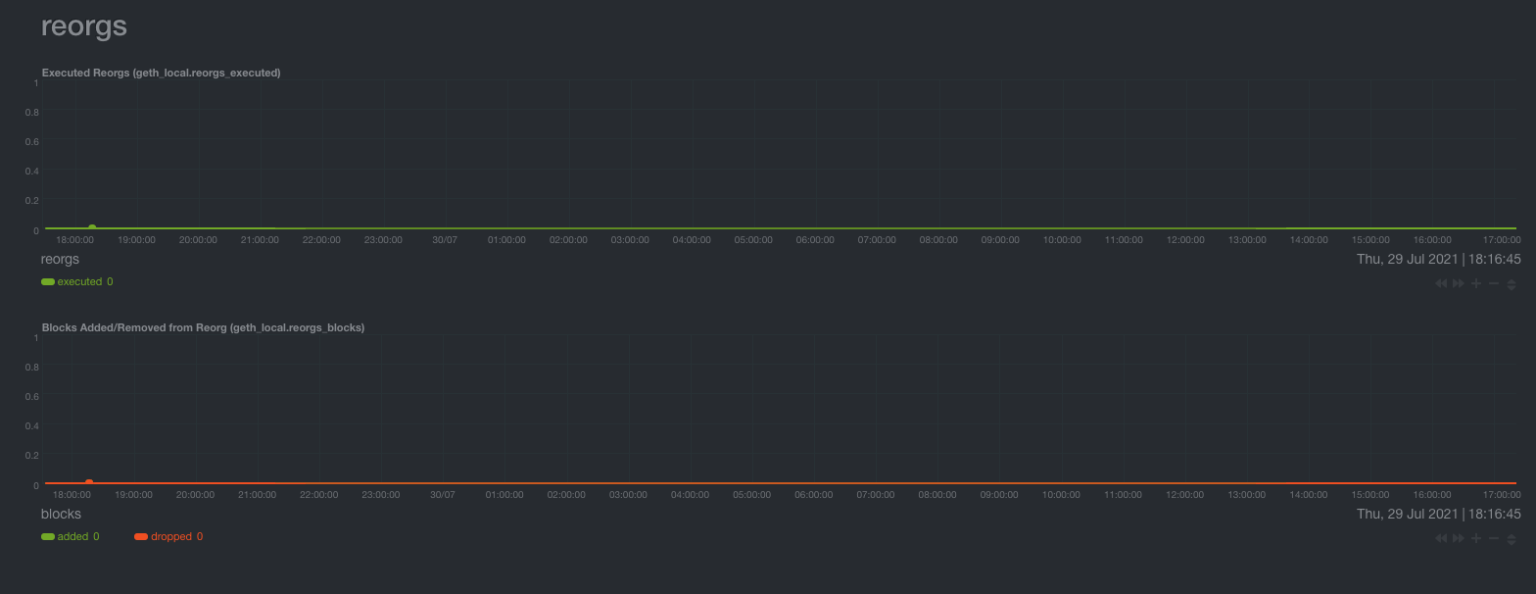 reorgs
Executed Reorgs (geth_local.reorgs_executed)
1
0.8
0.6
0.4
0.2
0
18:00:00 19:00:00 20:00:00 21:00:00 22:00:00 23:00:00 30/07 01:00:00 02:00:00 03:00:00 04:00:00 05:00:00 06:00:00 07:00:00 08:00:00 09:00:00 10:00:00 11:00:00 12:00:00 13:00:00 14:00:00 15:00:00 16:00:00 17:00:00
reorgs Thu, 29 Jul 2021 | 18:16:45
executed 0
Blocks Added/Removed from Reorg (geth_local.reorgs_blocks)
1
0.8
0.6
0.4
0.2
0
18:00:00 19:00:00 20:00:00 21:00:00 22:00:00 23:00:00 30/07 01:00:00 02:00:00 03:00:00 04:00:00 05:00:00 06:00:00 07:00:00 08:00:00 09:00:00 10:00:00 11:00:00 12:00:00 13:00:00 14:00:00 15:00:00 16:00:00 17:00:00
blocks Thu, 29 Jul 2021 | 18:16:45
added 0 dropped 0